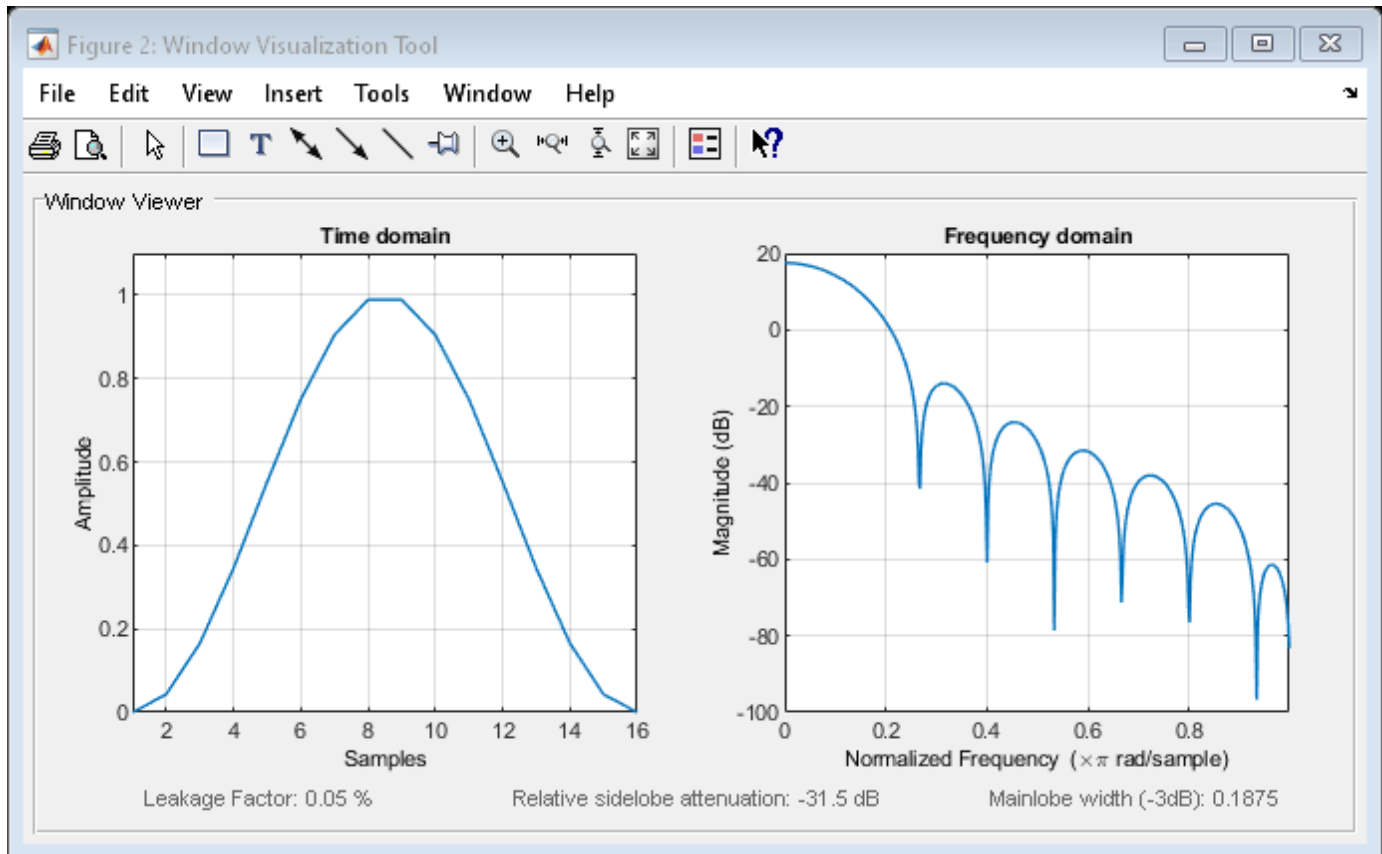 Figure 2: Window Visualization Tool
File Edit View Insert Tools Window Help
T
?
Window Viewer
Time domain
1
0.8
0.6
0.4
0.2
0
2 4 6 8 10 12 14 16
Amplitude
Samples
Frequency domain
20
0
-20
-40
-60
-80
-100
0 0.2 0.4 0.6 0.8
Magnitude (dB)
Normalized Frequency (×π rad/sample)
Leakage Factor: 0.05 %
Relative sidelobe attenuation: -31.5 dB
Mainlobe width (-3dB): 0.1875